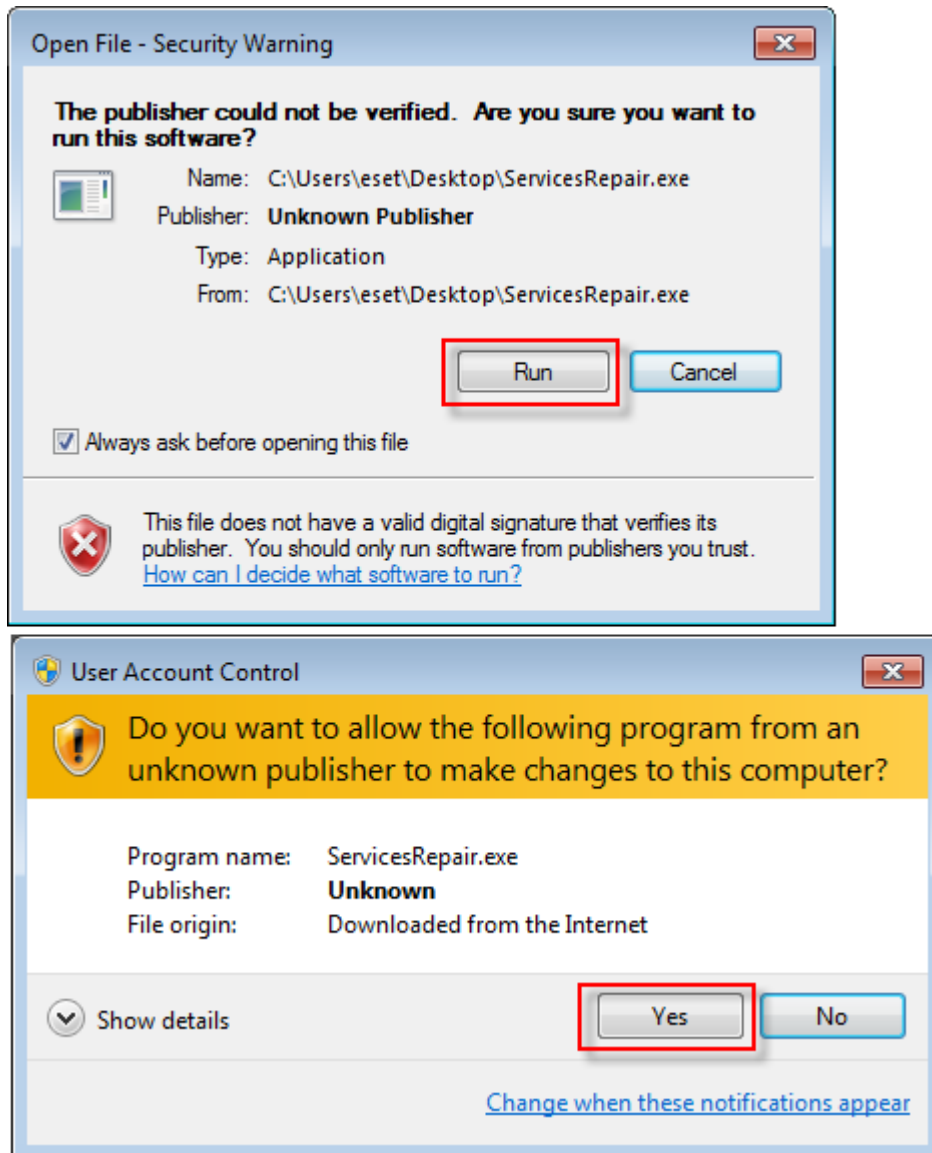 Open File - Security Warning
The publisher could not be verified.  Are you sure you want to
run this software?
Name: C:\Users\eset\Desktop\ServicesRepair.exe
Publisher: Unknown Publisher
Type: Application
From: C:\Users\eset\Desktop\ServicesRepair.exe
Run Cancel
Always ask before opening this file
This file does not have a valid digital signature that verifies its
publisher.  You should only run software from publishers you trust.
How can I decide what software to run?
User Account Control
Do you want to allow the following program from an
unknown publisher to make changes to this computer?
Program name: ServicesRepair.exe
Publisher: Unknown
File origin: Downloaded from the Internet
Show details Yes No
Change when these notifications appear